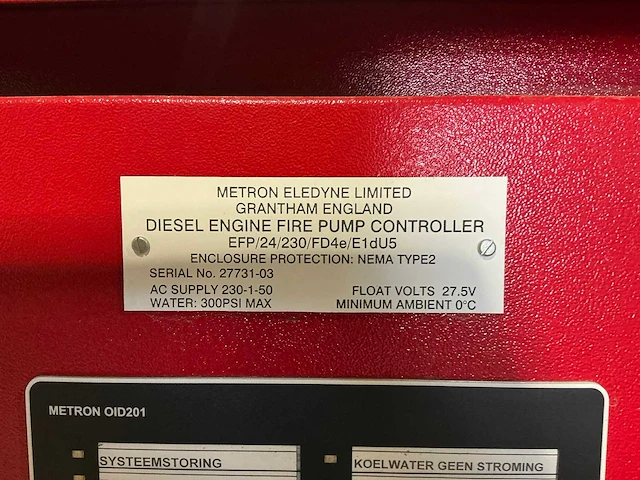 METRON ELEDYNE LIMITED
GRANTHAM ENGLAND
DIESEL ENGINE FIRE PUMP CONTROLLER
EFP/24/230/FD4e/E1dU5
ENCLOSURE PROTECTION: NEMA TYPE2
SERIAL No. 27731-03
AC SUPPLY 230-1-50 FLOAT VOLTS 27.5V
WATER: 300PSI MAX MINIMUM AMBIENT 0°C
METRON OID201
SYSTEEMSTORING KOELWATER GEEN STROMING